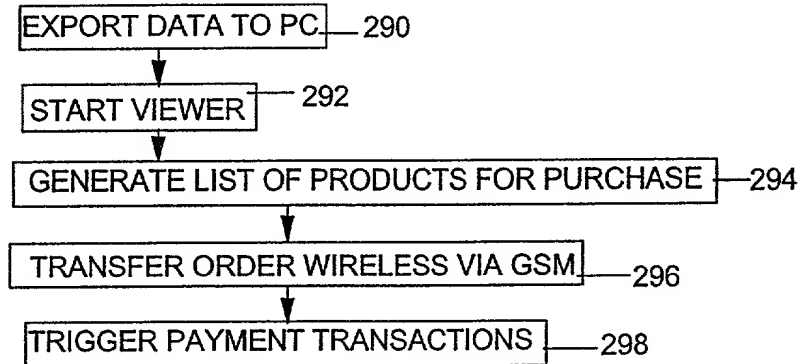 EXPORT DATA TO PC 290
START VIEWER 292
GENERATE LIST OF PRODUCTS FOR PURCHASE 294
TRANSFER ORDER WIRELESS VIA GSM 296
TRIGGER PAYMENT TRANSACTIONS 298